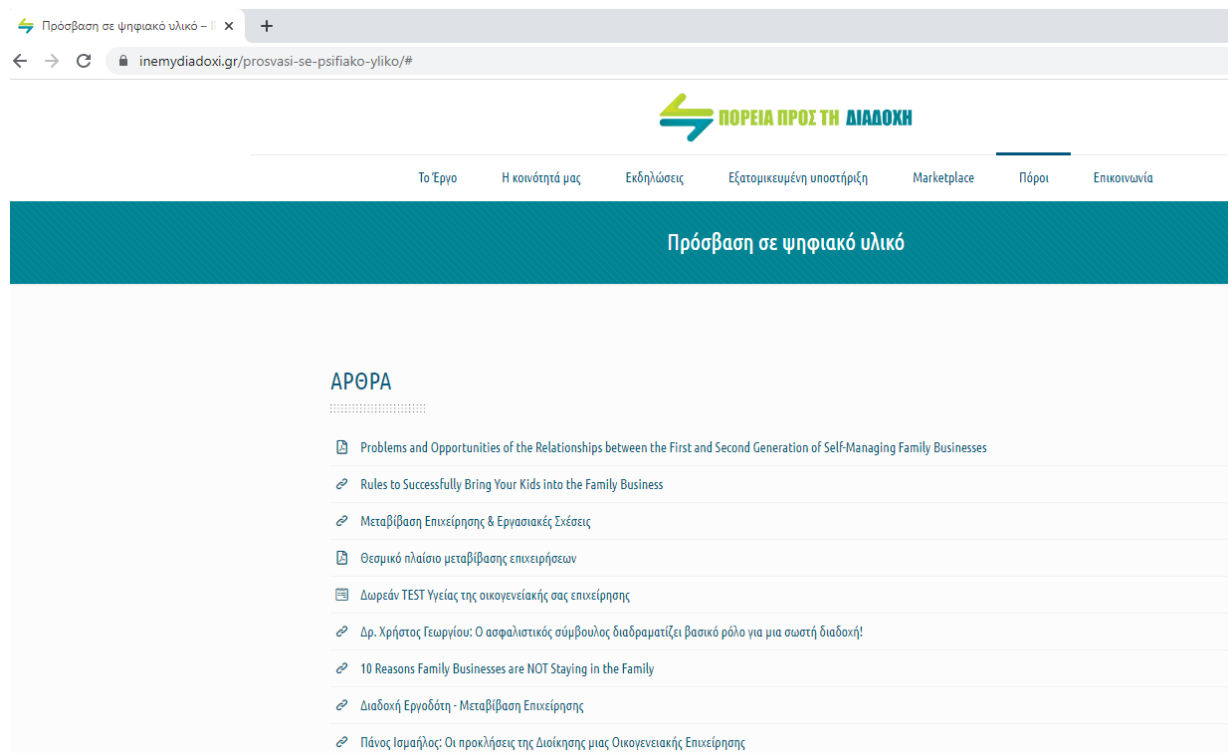 Πρόσβαση σε ψηφιακό υλικό – Ι
inemydiadoxi.gr/prosvasi-se-psifiako-yliko/#
ΠΟΡΕΙΑ ΠΡΟΣ ΤΗ ΔΙΑΔΟΧΗ
Το Έργο Η κοινότητά μας Εκδηλώσεις Εξατομικευμένη υποστήριξη Marketplace Πόροι Επικοινωνία
Πρόσβαση σε ψηφιακό υλικό
ΑΡΘΡΑ
Problems and Opportunities of the Relationships between the First and Second Generation of Self-Managing Family Businesses
Rules to Successfully Bring Your Kids into the Family Business
Μεταβίβαση Επιχείρησης & Εργασιακές Σχέσεις
Θεσμικό πλαίσιο μεταβίβασης επιχειρήσεων
Δωρεάν TEST Υγείας της οικογενείακής σας επιχείρησης
Δρ. Χρήστος Γεωργίου: Ο ασφαλιστικός σύμβουλος διαδραματίζει βασικό ρόλο για μια σωστή διαδοχή!
10 Reasons Family Businesses are NOT Staying in the Family
Διαδοχή Εργοδότη - Μεταβίβαση Επιχείρησης
Πάνος Ισμαήλος: Οι προκλήσεις της Διοίκησης μιας Οικογενειακής Επιχείρησης